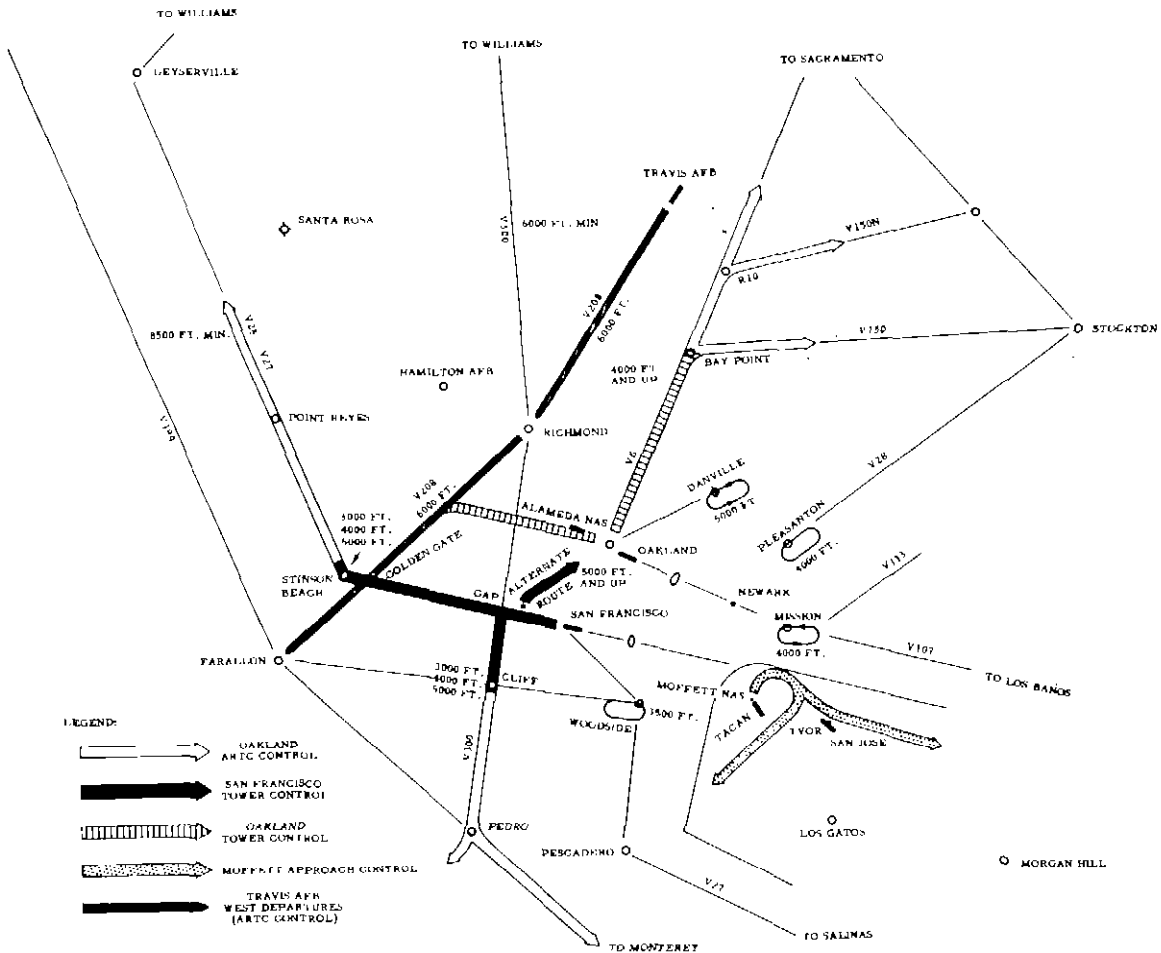 TO WILLIAMS
GEYSERVILLE
TO WILLIAMS
TO SACRAMENTO
TRAVIS AFB
SANTA ROSA
V300
6000 FT. MIN
V150N
R10
V208
6000 FT.
8500 FT. MIN.
V27
V150
STOCKTON
BAY POINT
4000 FT
AND UP
HAMILTON AFB
POINT REYES
RICHMOND
V6
V28
DANVILLE
5000 FT
V208
6000 FT.
ALAMEDA NAS
PLEASANTON
4000 FT.
3000 FT.
4000 FT.
5000 FT.
OAKLAND
GOLDEN GATE
STINSON
BEACH
ALTERNATE
ROUTE
5000 FT.
AND UP
V113
GAP
NEWARK
SAN FRANCISCO
MISSION
4000 FT.
V107
TO LOS BANOS
FARALLON
3000 FT.
4000 FT.
5000 FT.
CLIFF
MOFFETT NAS
3500 FT.
WOODSIDE
TACAN
TVOR
SAN JOSE
PEDRO
PESCADERO
LOS GATOS
MORGAN HILL
V27
TO SALINAS
TO MONTEREY
LEGEND:
OAKLAND
ARTC CONTROL
SAN FRANCISCO
TOWER CONTROL
OAKLAND
TOWER CONTROL
MOFFETT APPROACH CONTROL
TRAVIS AFB
WEST DEPARTURES
(ARTC CONTROL)